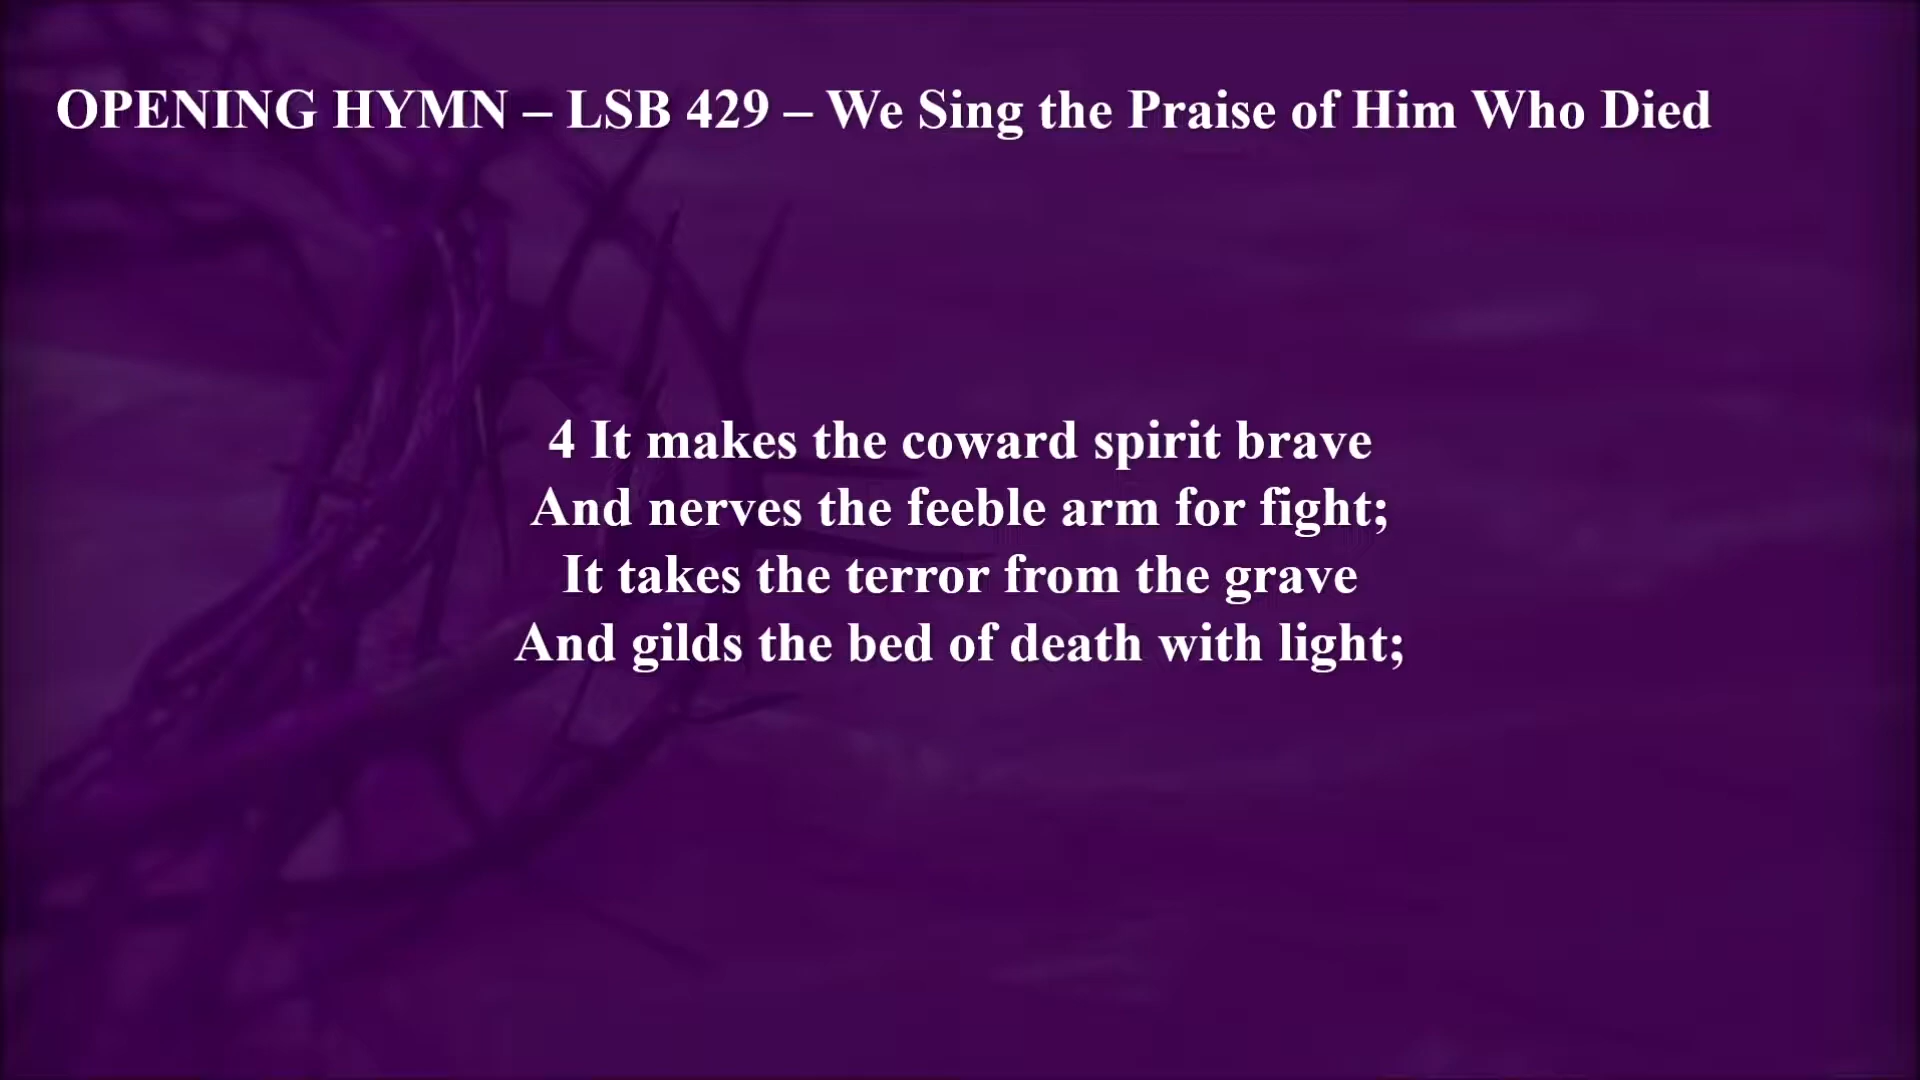 OPENING HYMN – LSB 429 – We Sing the Praise of Him Who Died
4 It makes the coward spirit brave
And nerves the feeble arm for fight;
It takes the terror from the grave
And gilds the bed of death with light;